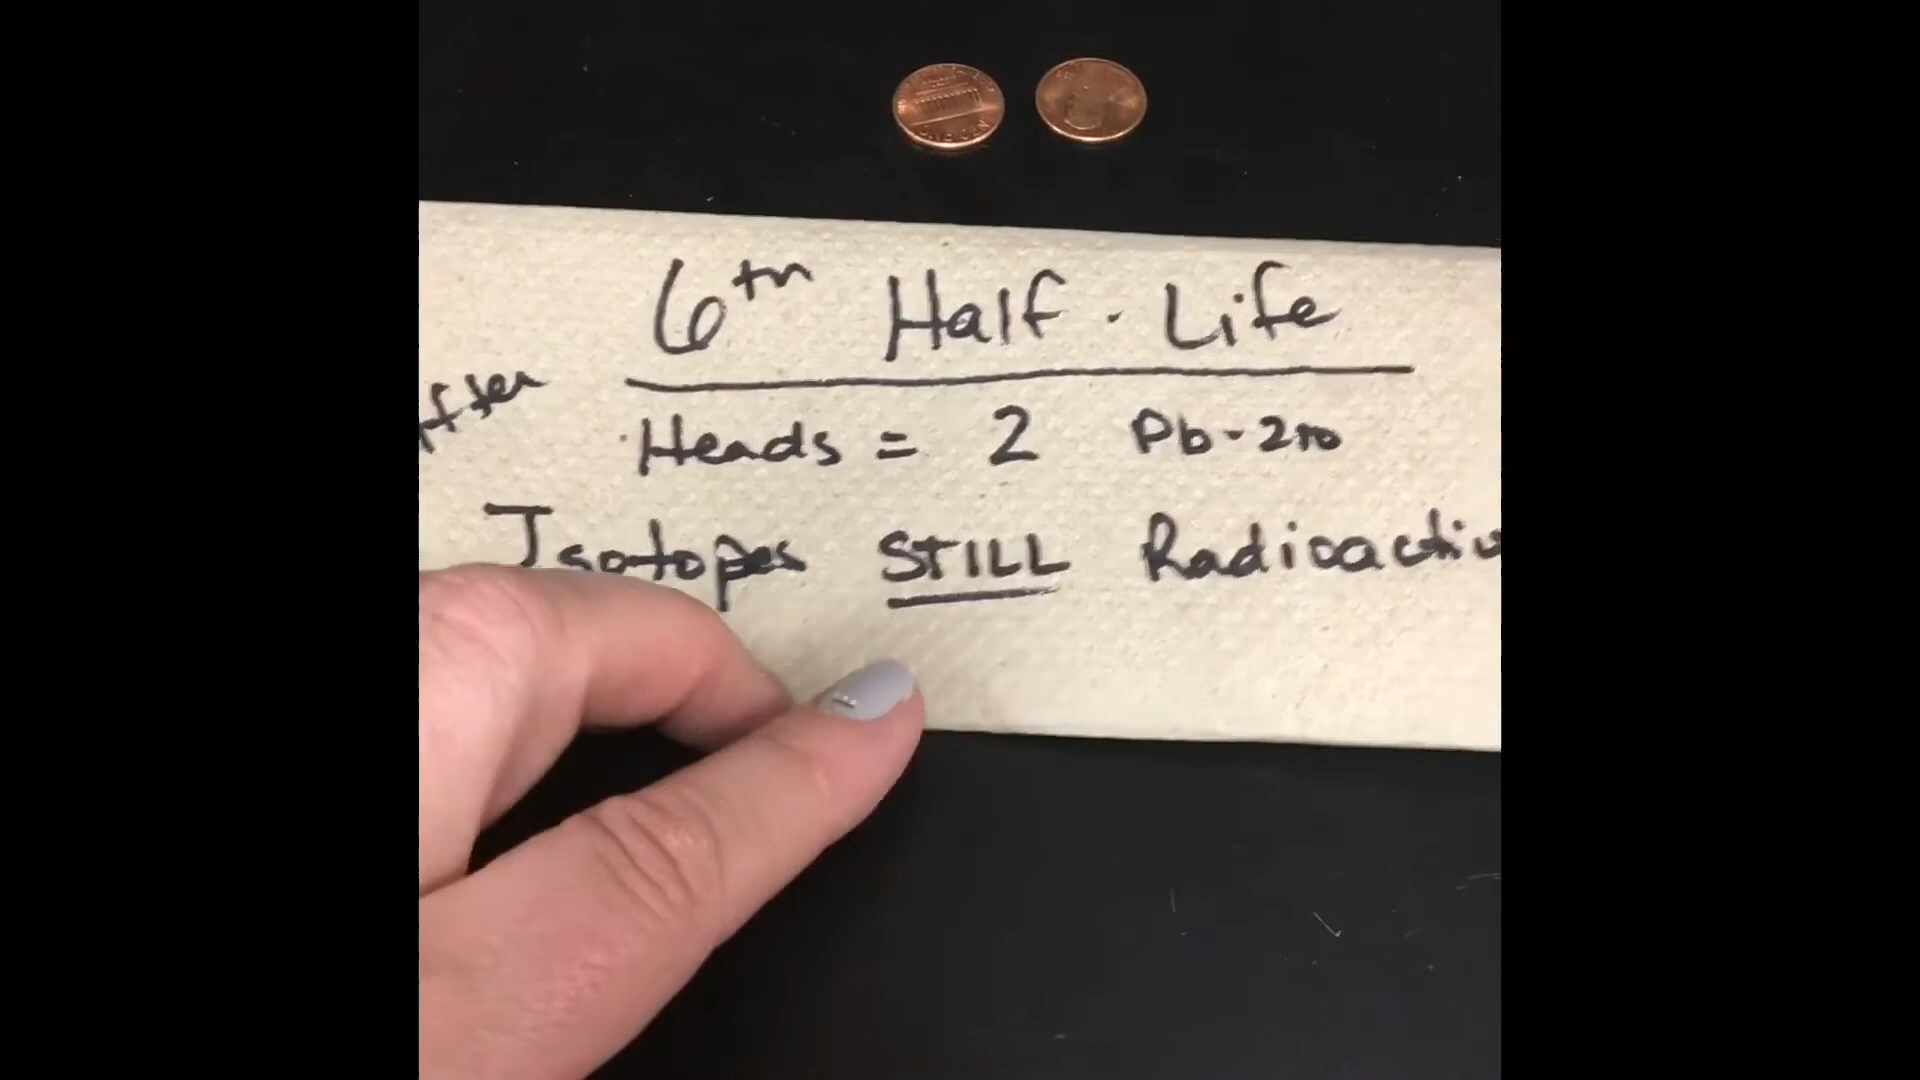 6th Half-Life
After
Heads = 2 Pb-210
Isotopes STILL Radioactiv